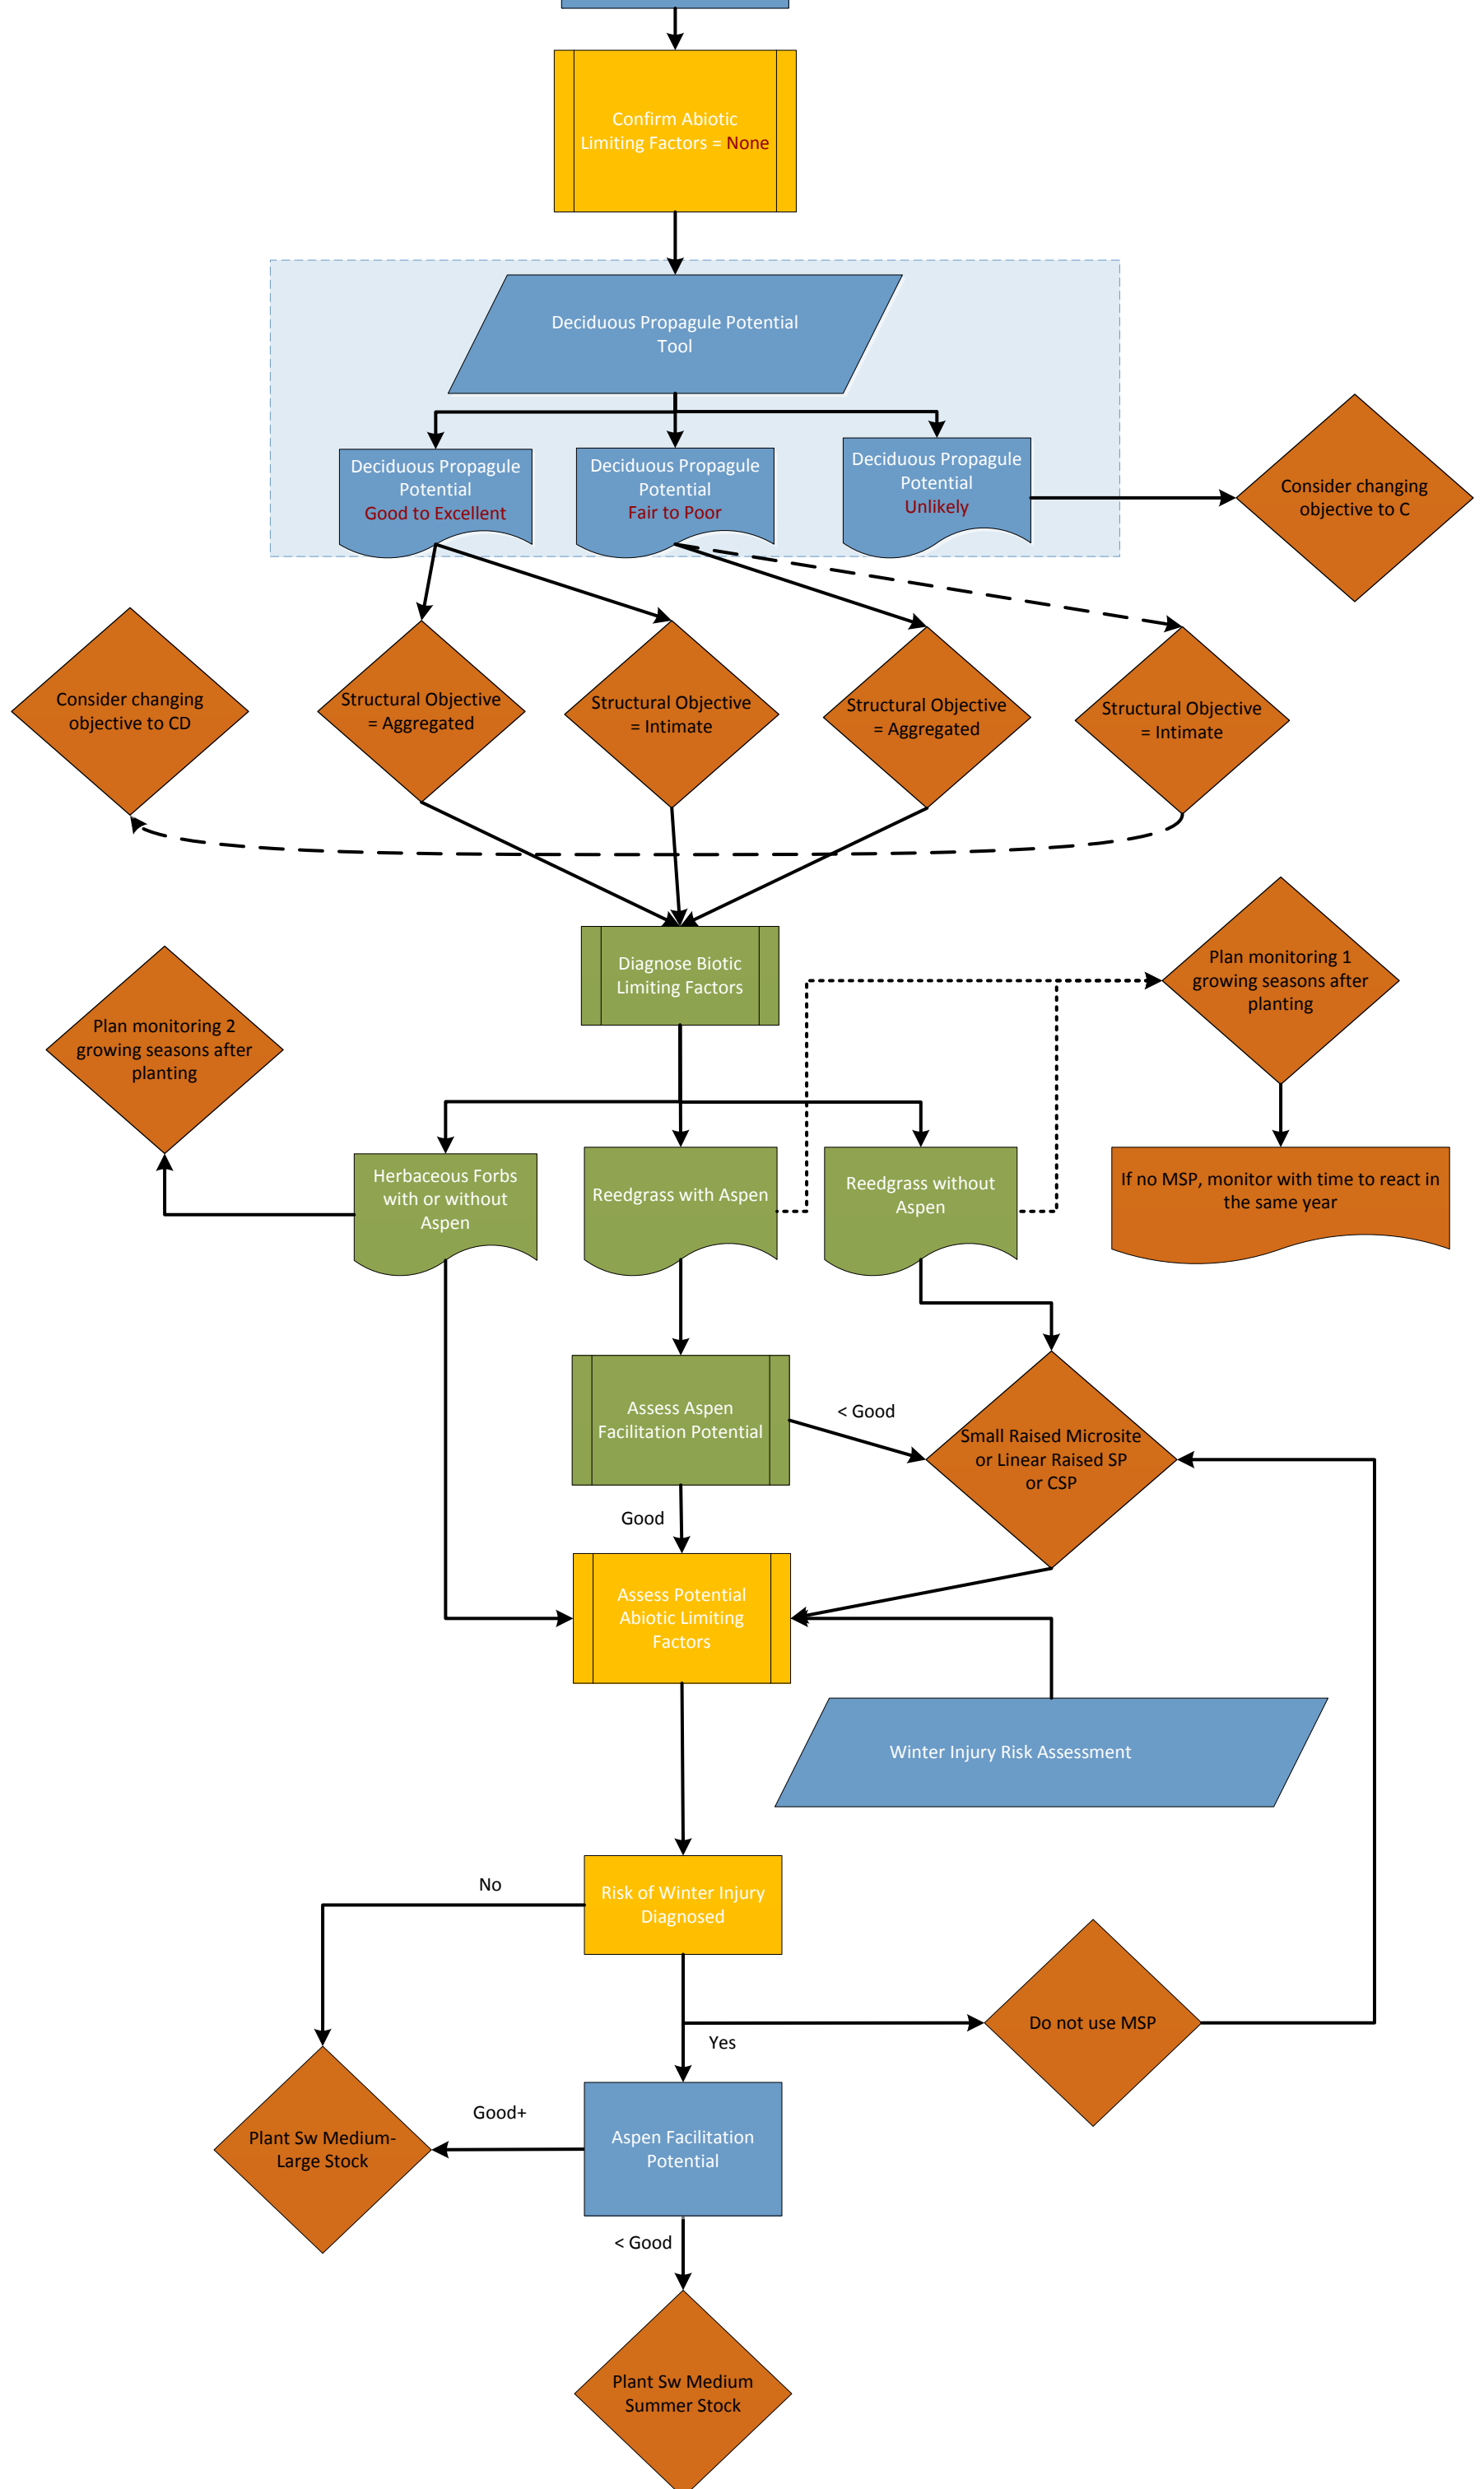 Confirm Abiotic
Limiting Factors = None
Deciduous Propagule Potential
Tool
Deciduous Propagule
Potential
Good to Excellent
Deciduous Propagule
Potential
Fair to Poor
Deciduous Propagule
Potential
Unlikely
Consider changing
objective to C
Consider changing
objective to CD
Structural Objective
= Aggregated
Structural Objective
= Intimate
Structural Objective
= Aggregated
Structural Objective
= Intimate
Diagnose Biotic
Limiting Factors
Plan monitoring 1
growing seasons after
planting
Plan monitoring 2
growing seasons after
planting
Herbaceous Forbs
with or without
Aspen
Reedgrass with Aspen
Reedgrass without
Aspen
If no MSP, monitor with time to react in
the same year
Assess Aspen
Facilitation Potential
< Good
Small Raised Microsite
or Linear Raised SP
or CSP
Good
Assess Potential
Abiotic Limiting
Factors
Winter Injury Risk Assessment
No
Risk of Winter Injury
Diagnosed
Do not use MSP
Yes
Good+
Plant Sw Medium-
Large Stock
Aspen Facilitation
Potential
< Good
Plant Sw Medium
Summer Stock